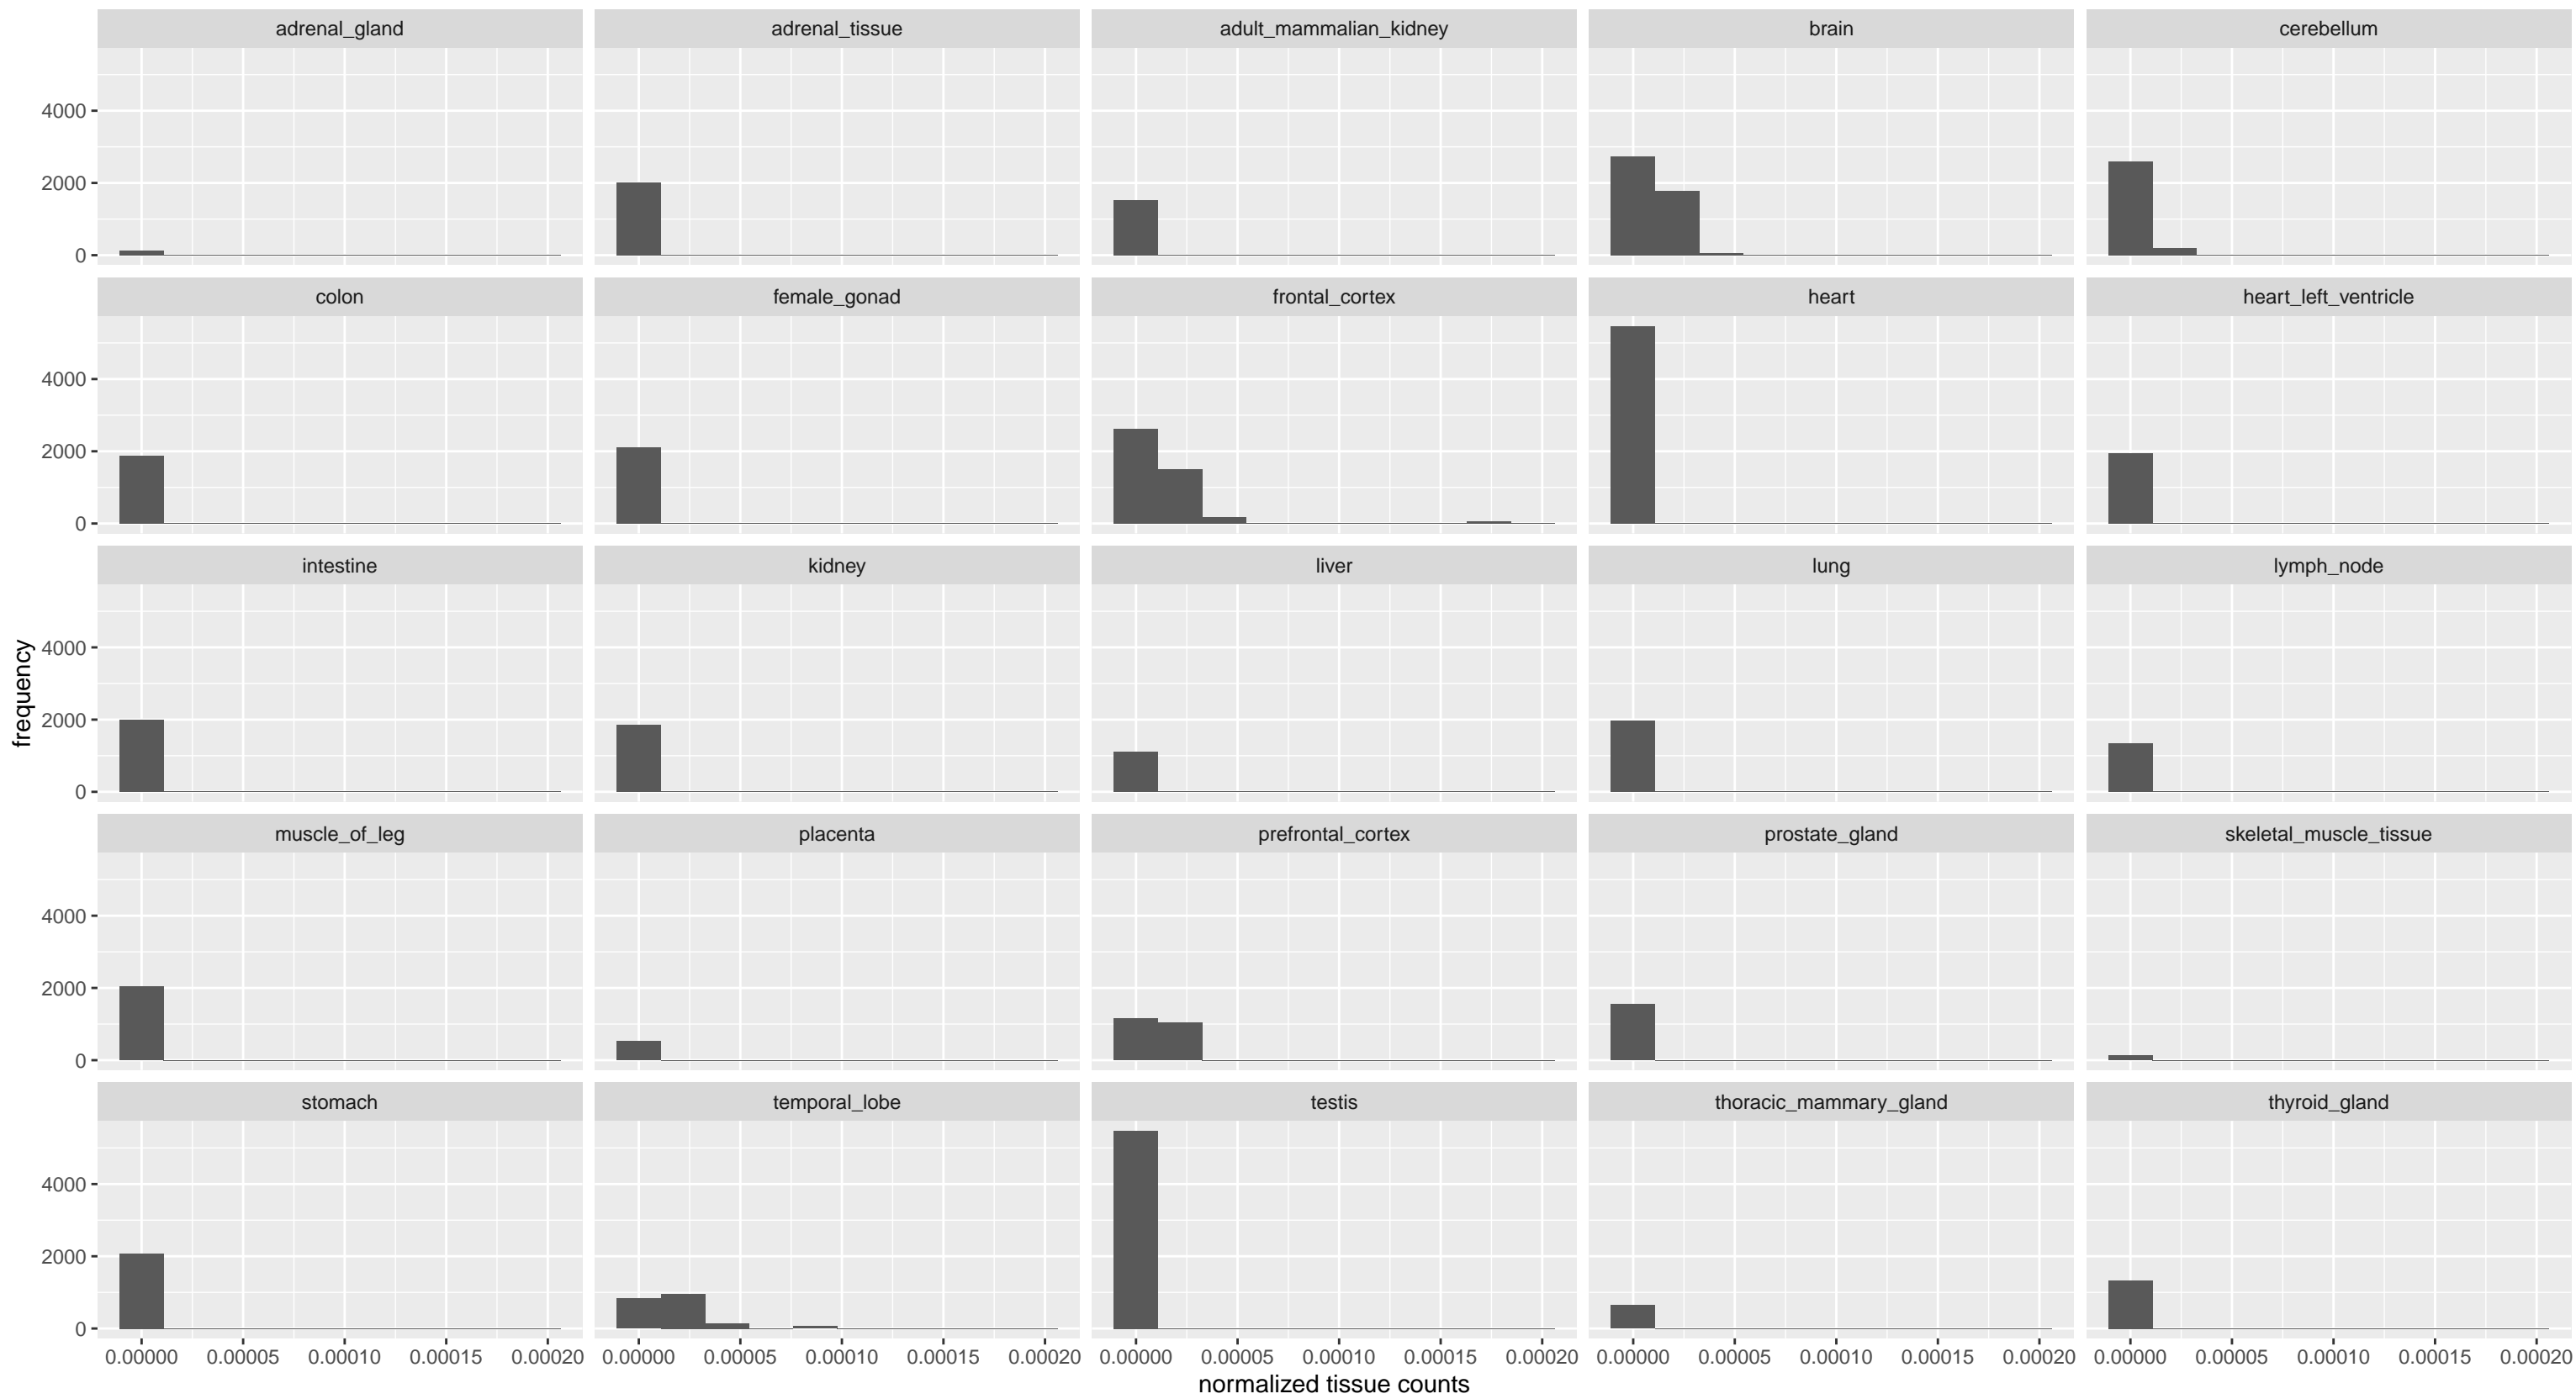 adrenal_gland adrenal_tissue adult_mammalian_kidney brain cerebellum
4000
2000
0
colon female_gonad frontal_cortex heart heart_left_ventricle
4000
2000
0
intestine kidney liver lung lymph_node
4000
2000
0
frequency
muscle_of_leg placenta prefrontal_cortex prostate_gland skeletal_muscle_tissue
4000
2000
0
stomach temporal_lobe testis thoracic_mammary_gland thyroid_gland
4000
2000
0
0.00000 0.00005 0.00010 0.00015 0.00020 0.00000 0.00005 0.00010 0.00015 0.00020 0.00000 0.00005 0.00010 0.00015 0.00020 0.00000 0.00005 0.00010 0.00015 0.00020 0.00000 0.00005 0.00010 0.00015 0.00020
normalized tissue counts